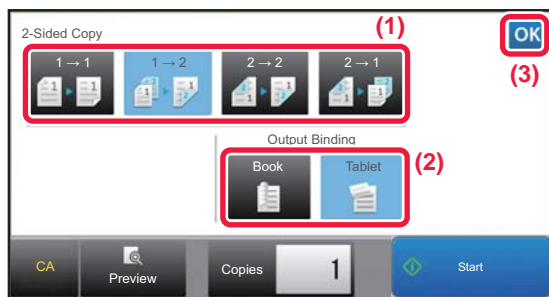 2-Sided Copy
(1)
OK
(3)
1 → 1
1 → 2
2 → 2
2 → 1
Output Binding
Book
Tablet
(2)
CA
Preview
Copies
1
Start